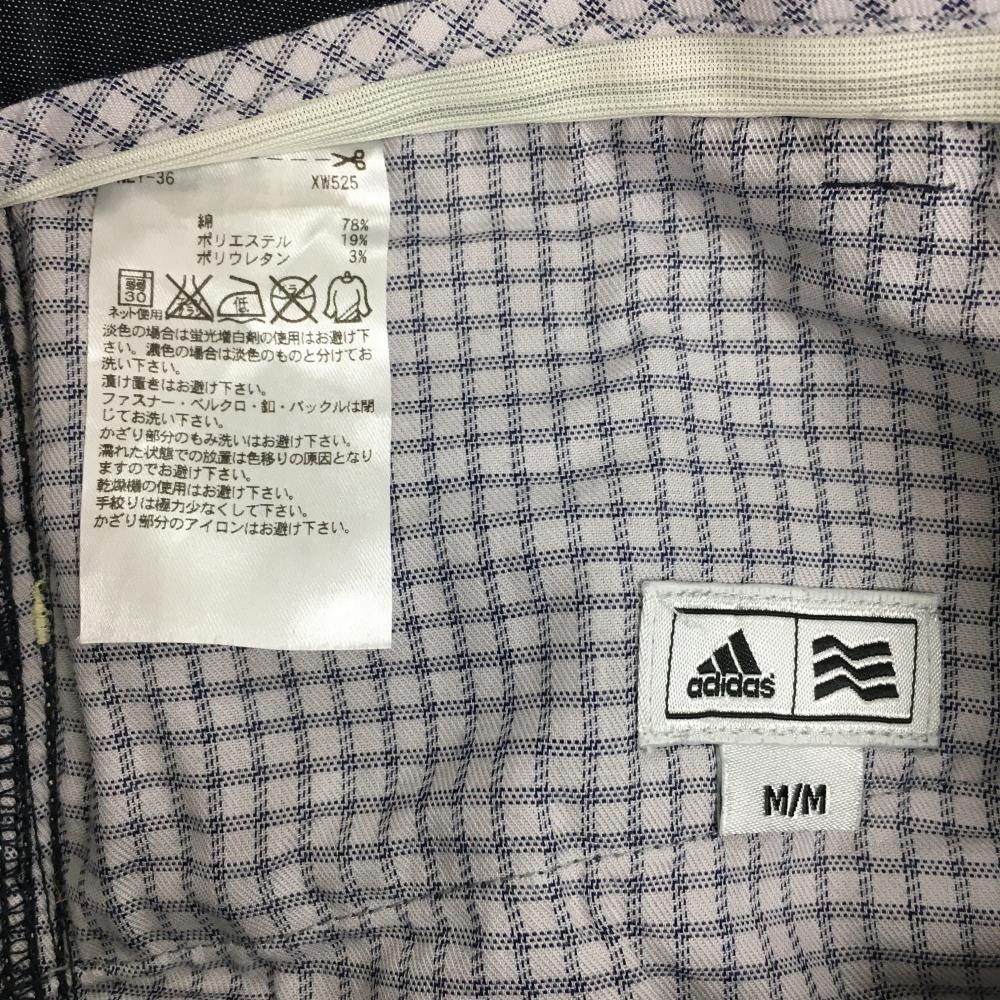 -36
XW525
綿 78%
ポリエステル 19%
ポリウレタン 3%
30
ネット使用
低
淡色の場合は蛍光増白剤の使用はお避け下
さい。濃色の場合は淡色のものと分けてお
洗い下さい。
漬け置きはお避け下さい。
ファスナー・ベルクロ・釦・バックルは閉
じてお洗い下さい。
かざり部分のもみ洗いはお避け下さい。
濡れた状態での放置は色移りの原因となり
ますのでお避け下さい。
乾燥機の使用はお避け下さい。
手絞りは極力少なくして下さい。
かざり部分のアイロンはお避け下さい。
adidas
M/M